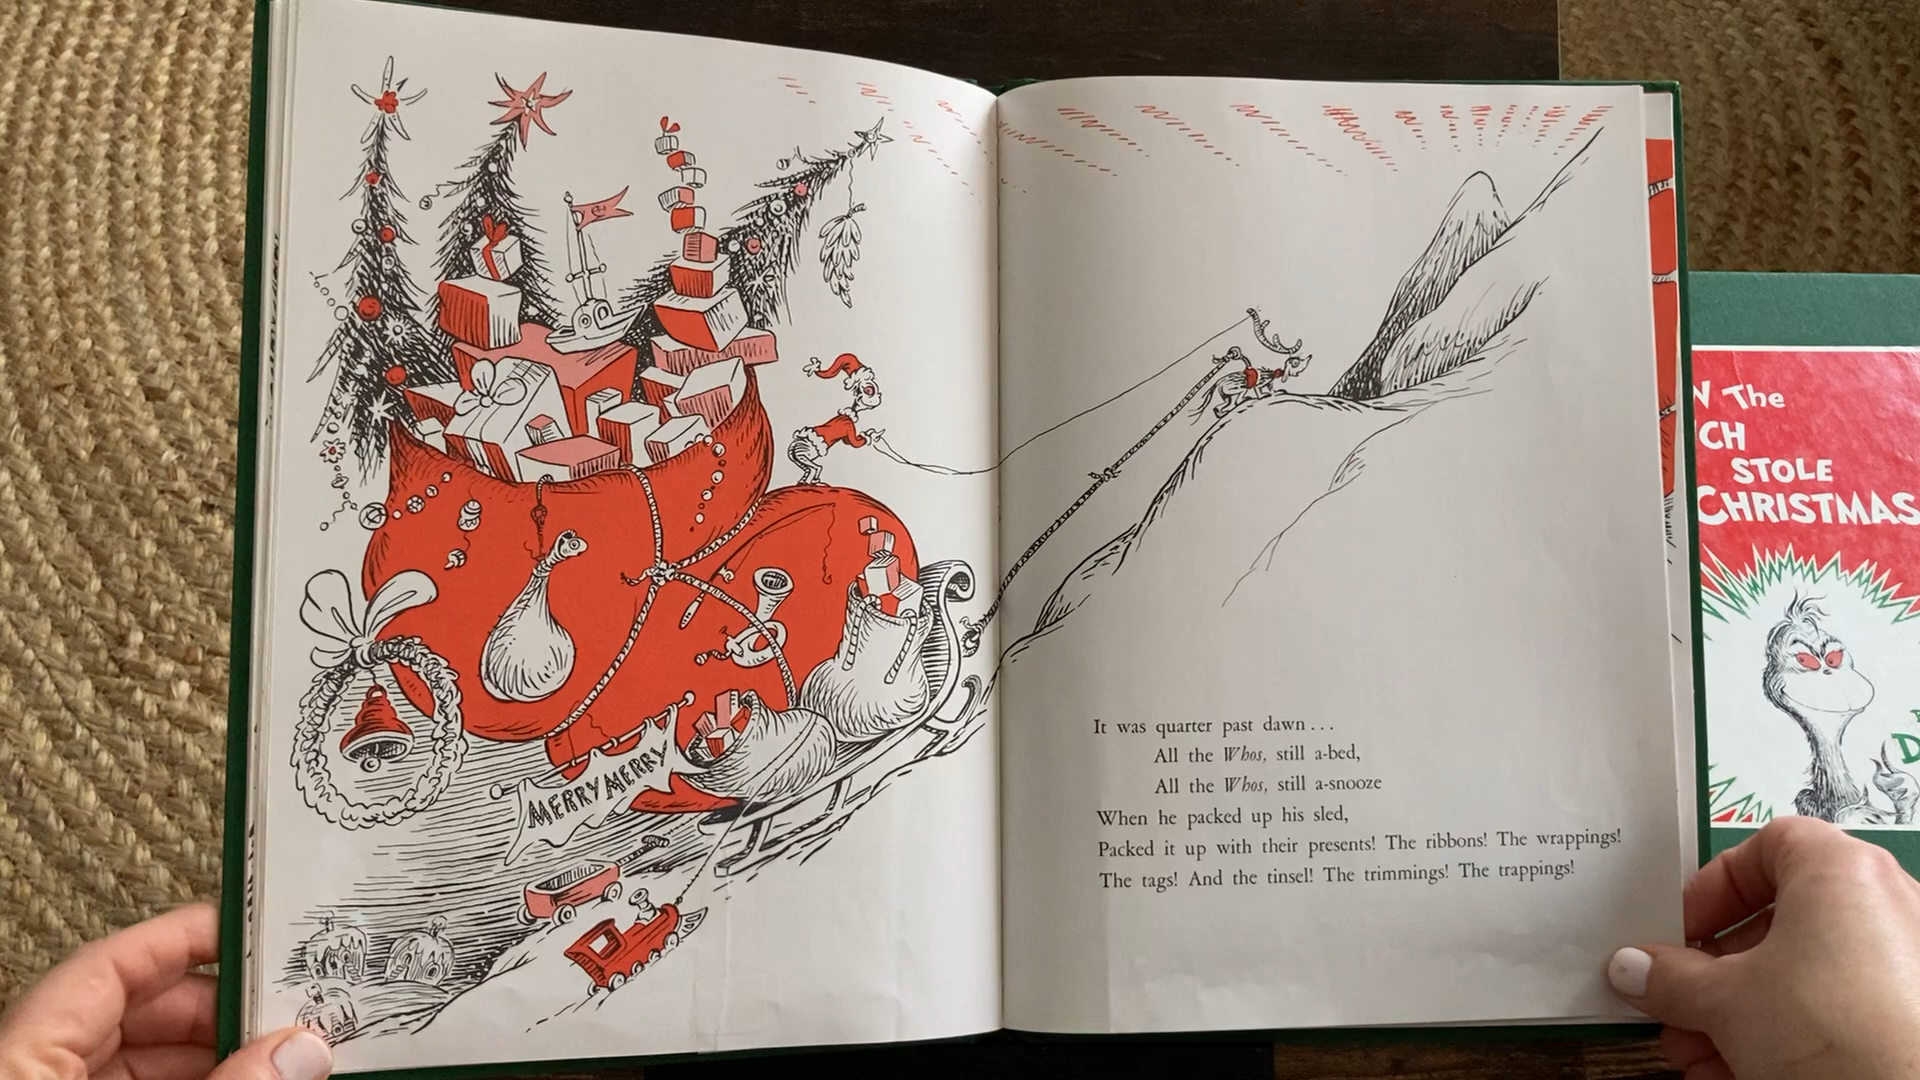 MERRY MERRY
It was quarter past dawn . . .
All the Whos, still a-bed,
All the Whos, still a-snooze
When he packed up his sled,
Packed it up with their presents! The ribbons! The wrappings!
The tags! And the tinsel! The trimmings! The trappings!
The
STOLE
CHRISTMAS